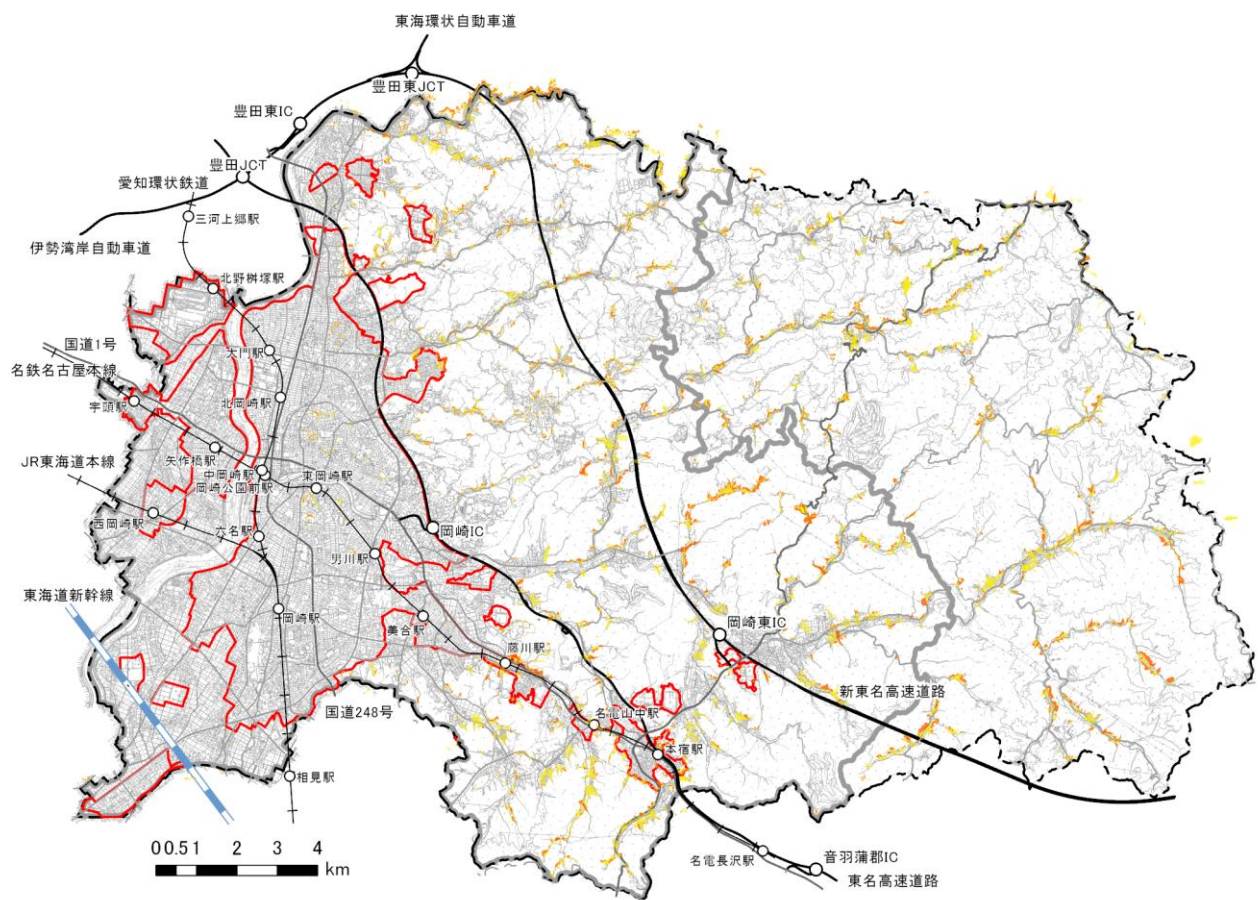 東海環状自動車道
豊田東JCT
豊田東IC
豊田JCT
愛知環状鉄道
三河上郷駅
伊勢湾岸自動車道
北野桝塚駅
国道1号
大門駅
名鉄名古屋本線
宇頭駅
北岡崎駅
矢作橋駅
JR東海道本線
中岡崎駅
岡崎公園前駅
東岡崎駅
西岡崎駅
六名駅
岡崎IC
男川駅
東海道新幹線
岡崎駅
美合駅
岡崎東IC
藤川駅
新東名高速道路
国道248号
名電山中駅
本宿駅
相見駅
0 0.5 1 2 3 4
km
名電長沢駅
音羽蒲郡IC
東名高速道路